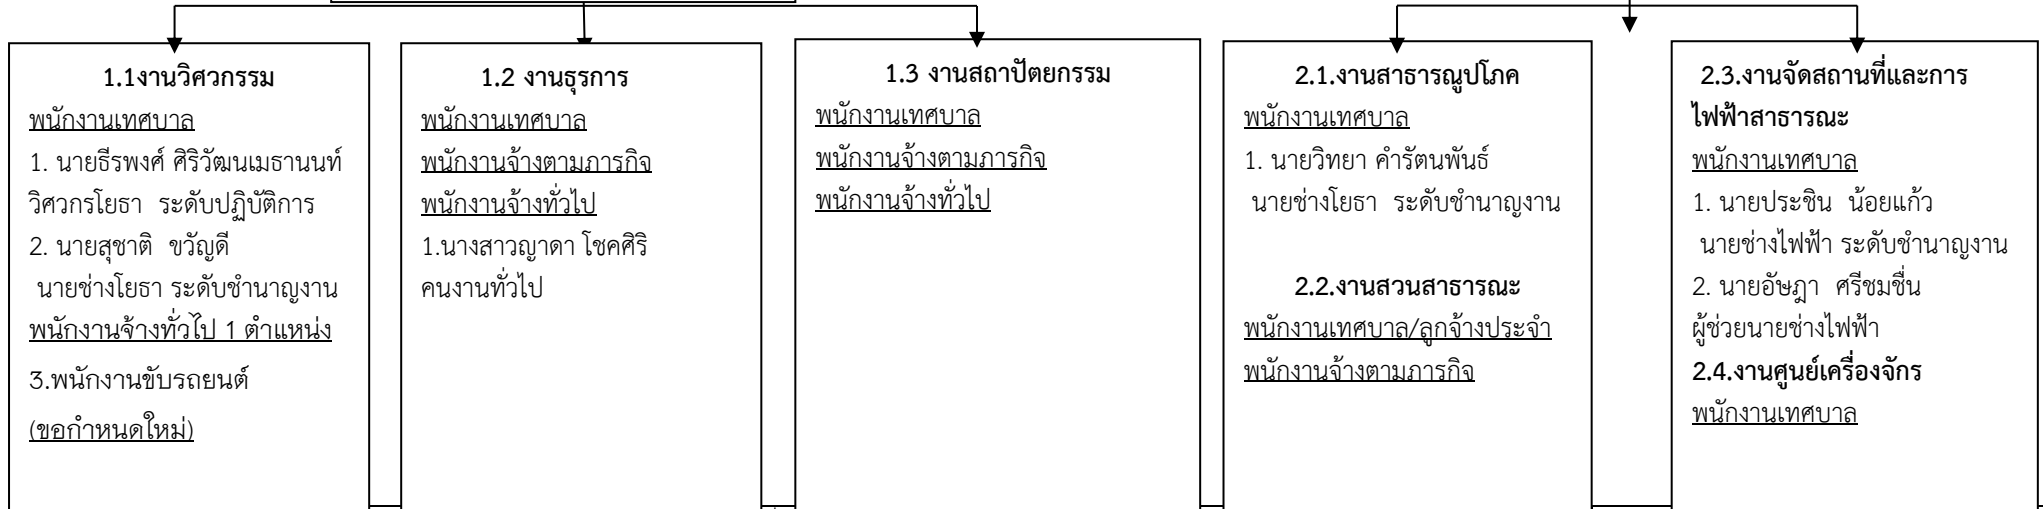 1.1งานวิศวกรรม
พนักงานเทศบาล
1. นายธีรพงศ์ ศิริวัฒนเมธานนท์
วิศวกรโยธา ระดับปฏิบัติการ
2. นายสุชาติ ขวัญดี
นายช่างโยธา ระดับชำนาญงาน
พนักงานจ้างทั่วไป 1 ตำแหน่ง
3.พนักงานขับรถยนต์
(ขอกำหนดใหม่)
1.2 งานธุรการ
พนักงานเทศบาล
พนักงานจ้างตามภารกิจ
พนักงานจ้างทั่วไป
1.นางสาวญาดา โชคศิริ
คนงานทั่วไป
1.3 งานสถาปัตยกรรม
พนักงานเทศบาล
พนักงานจ้างตามภารกิจ
พนักงานจ้างทั่วไป
2.1.งานสาธารณูปโภค
พนักงานเทศบาล
1. นายวิทยา คำรัตนพันธ์
นายช่างโยธา ระดับชำนาญงาน
2.2.งานสวนสาธารณะ
พนักงานเทศบาล/ลูกจ้างประจำ
พนักงานจ้างตามภารกิจ
2.3.งานจัดสถานที่และการ
ไฟฟ้าสาธารณะ
พนักงานเทศบาล
1. นายประชิน น้อยแก้ว
นายช่างไฟฟ้า ระดับชำนาญงาน
2. นายอัษฎา ศรีชมชื่น
ผู้ช่วยนายช่างไฟฟ้า
2.4.งานศูนย์เครื่องจักร
พนักงานเทศบาล